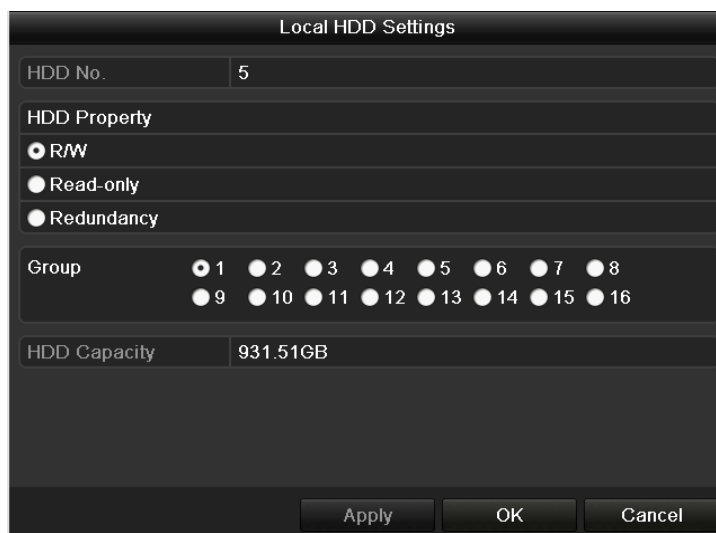 Local HDD Settings
HDD No. 5
HDD Property
R/W
Read-only
Redundancy
Group 1 2 3 4 5 6 7 8
9 10 11 12 13 14 15 16
HDD Capacity 931.51GB
Apply OK Cancel